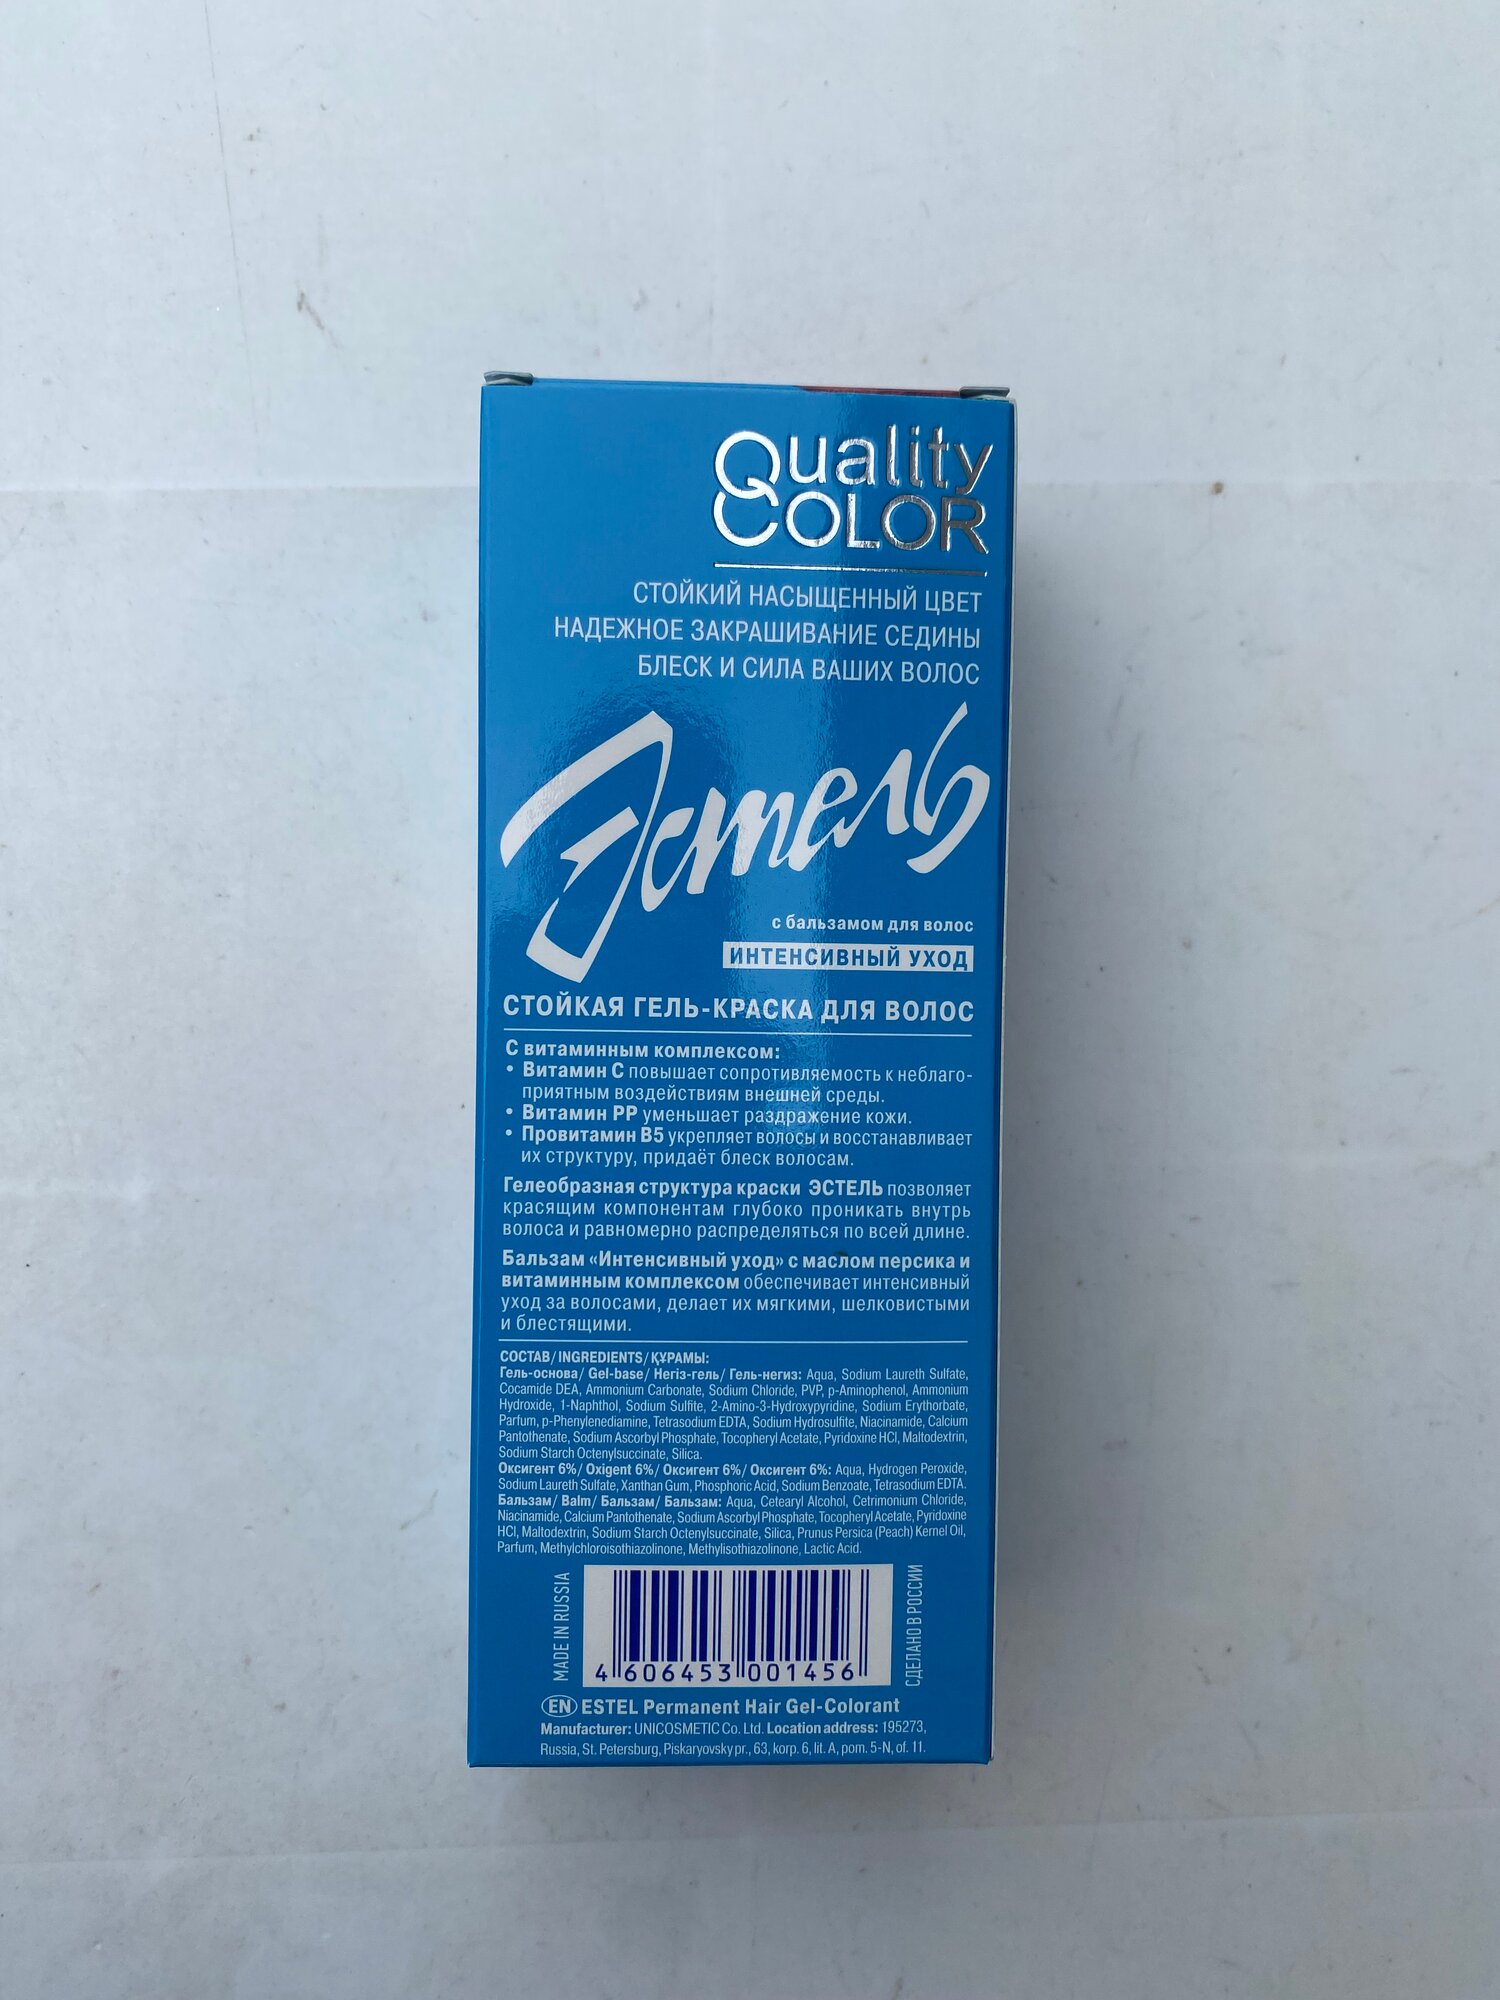 Quality
COLOR
СТОЙКИЙ НАСЫЩЕННЫЙ ЦВЕТ
НАДЕЖНОЕ ЗАКРАШИВАНИЕ СЕДИНЫ
БЛЕСК И СИЛА ВАШИХ ВОЛОС
Эстель
с бальзамом для волос
ИНТЕНСИВНЫЙ УХОД
СТОЙКАЯ ГЕЛЬ-КРАСКА ДЛЯ ВОЛОС
С витаминным комплексом:
• Витамин С повышает сопротивляемость к неблаго-
приятным воздействиям внешней среды.
• Витамин РР уменьшает раздражение кожи.
• Провитамин В5 укрепляет волосы и восстанавливает
их структуру, придаёт блеск волосам.
Гелеобразная структура краски ЭСТЕЛЬ позволяет
красящим компонентам глубоко проникать внутрь
волоса и равномерно распределяться по всей длине.
Бальзам «Интенсивный уход» с маслом персика и
витаминным комплексом обеспечивает интенсивный
уход за волосами, делает их мягкими, шелковистыми
и блестящими.
СОСТАВ/ INGREDIENTS/ ҚҰРАМЫ:
Гель-основа/ Gel-base/ Негіз-гель/ Гель-негиз: Aqua, Sodium Laureth Sulfate,
Cocamide DEA, Ammonium Carbonate, Sodium Chloride, PVP, p-Aminophenol, Ammonium
Hydroxide, 1-Naphthol, Sodium Sulfite, 2-Amino-3-Hydroxypyridine, Sodium Erythorbate,
Parfum, p-Phenylenediamine, Tetrasodium EDTA, Sodium Hydrosulfite, Niacinamide, Calcium
Pantothenate, Sodium Ascorbyl Phosphate, Tocopheryl Acetate, Pyridoxine HCl, Maltodextrin,
Sodium Starch Octenylsuccinate, Silica.
Оксигент 6%/ Oxigent 6%/ Оксигент 6%/ Оксигент 6%: Aqua, Hydrogen Peroxide,
Sodium Laureth Sulfate, Xanthan Gum, Phosphoric Acid, Sodium Benzoate, Tetrasodium EDTA.
Бальзам/ Balm/ Бальзам/ Бальзам: Aqua, Cetearyl Alcohol, Cetrimonium Chloride,
Niacinamide, Calcium Pantothenate, Sodium Ascorbyl Phosphate, Tocopheryl Acetate, Pyridoxine
HCl, Maltodextrin, Sodium Starch Octenylsuccinate, Silica, Prunus Persica (Peach) Kernel Oil,
Parfum, Methylchloroisothiazolinone, Methylisothiazolinone, Lactic Acid.
MADE IN RUSSIA
4 606453 001456
СДЕЛАНО В РОССИИ
EN ESTEL Permanent Hair Gel-Colorant
Manufacturer: UNICOSMETIC Co. Ltd. Location address: 195273,
Russia, St. Petersburg, Piskaryovsky pr., 63, korp. 6, lit. A, pom. 5-N, of. 11.